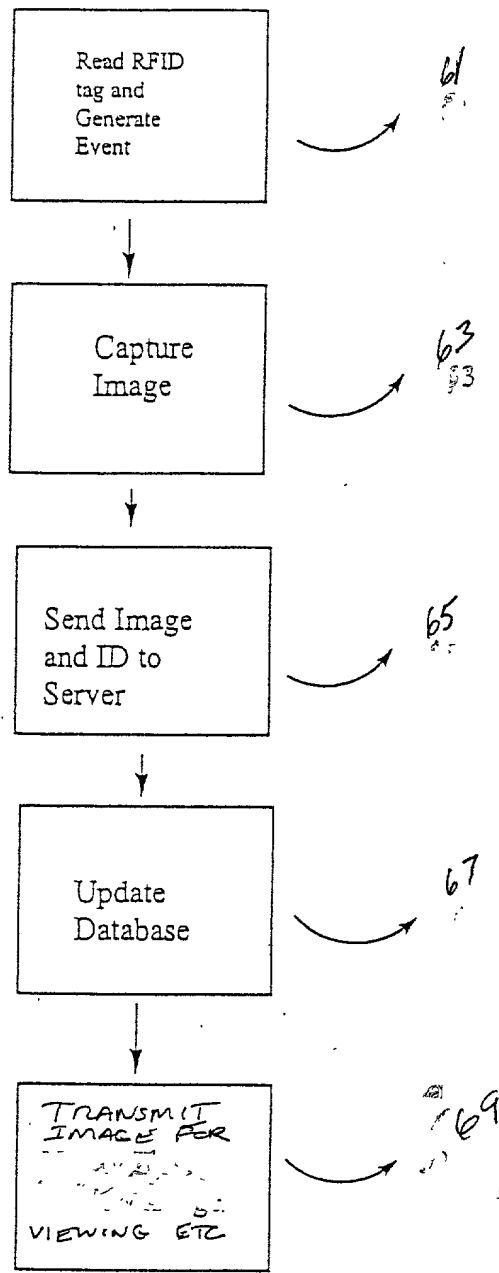 Read RFID
tag and
Generate
Event
61
Capture
Image
63
63
Send Image
and ID to
Server
65
Update
Database
67
TRANSMIT
IMAGE FOR
VIEWING ETC
69